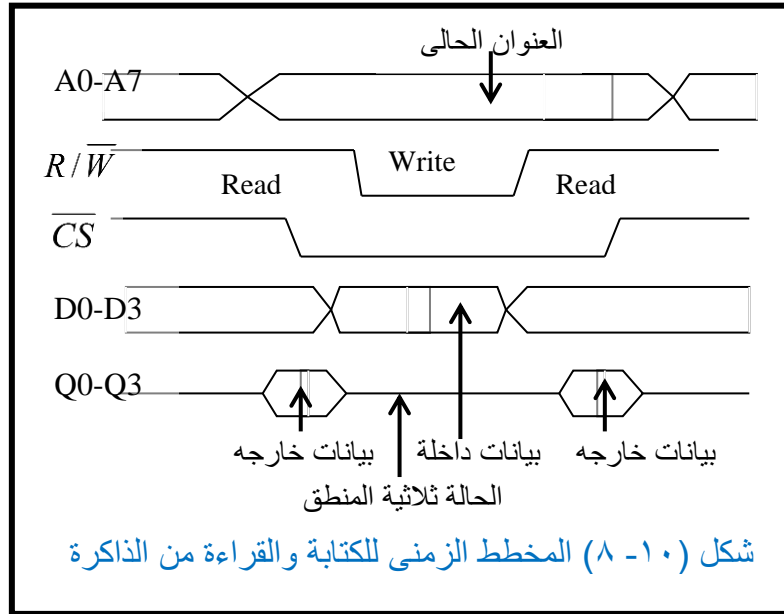 العنوان الحالى
A0-A7
R/W̅
Write
Read
Read
C̅S̅
D0-D3
Q0-Q3
بيانات خارجه
بيانات داخلة
بيانات خارجه
الحالة ثلاثية المنطق
شكل (١٠- ٨) المخطط الزمنى للكتابة والقراءة من الذاكرة